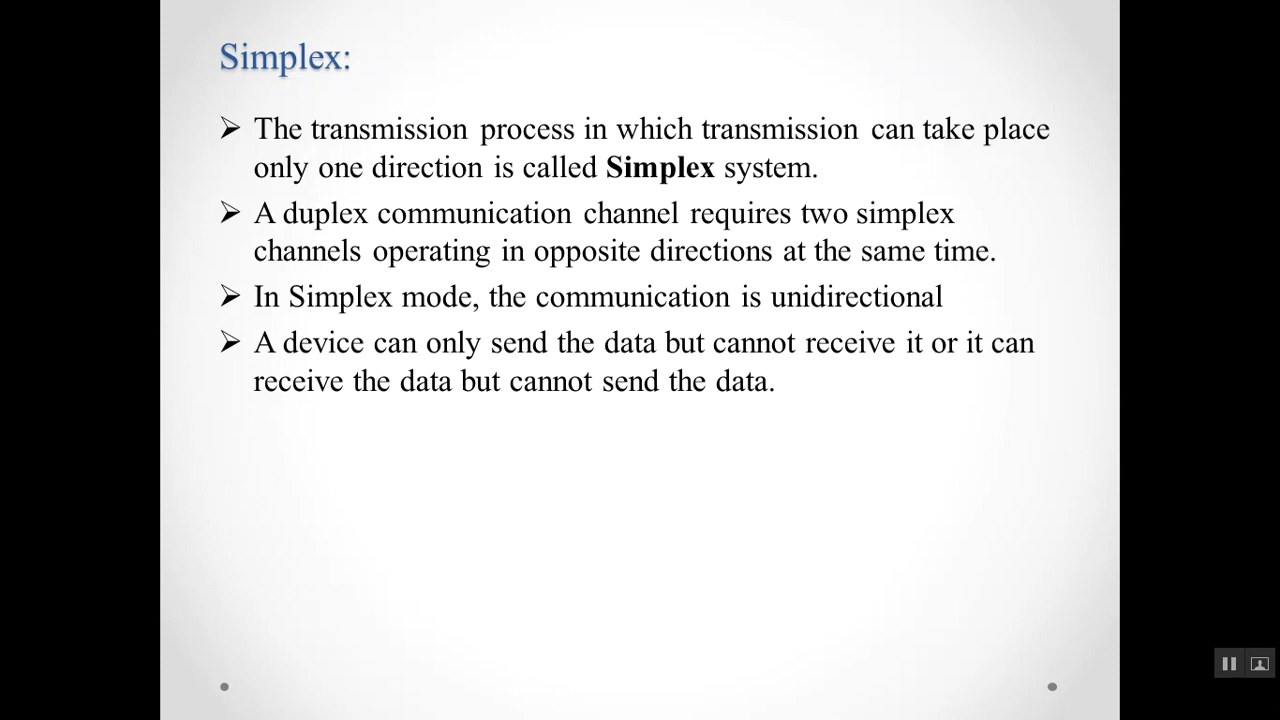 Simplex:
➢ The transmission process in which transmission can take place
only one direction is called Simplex system.
➢ A duplex communication channel requires two simplex
channels operating in opposite directions at the same time.
➢ In Simplex mode, the communication is unidirectional
➢ A device can only send the data but cannot receive it or it can
receive the data but cannot send the data.